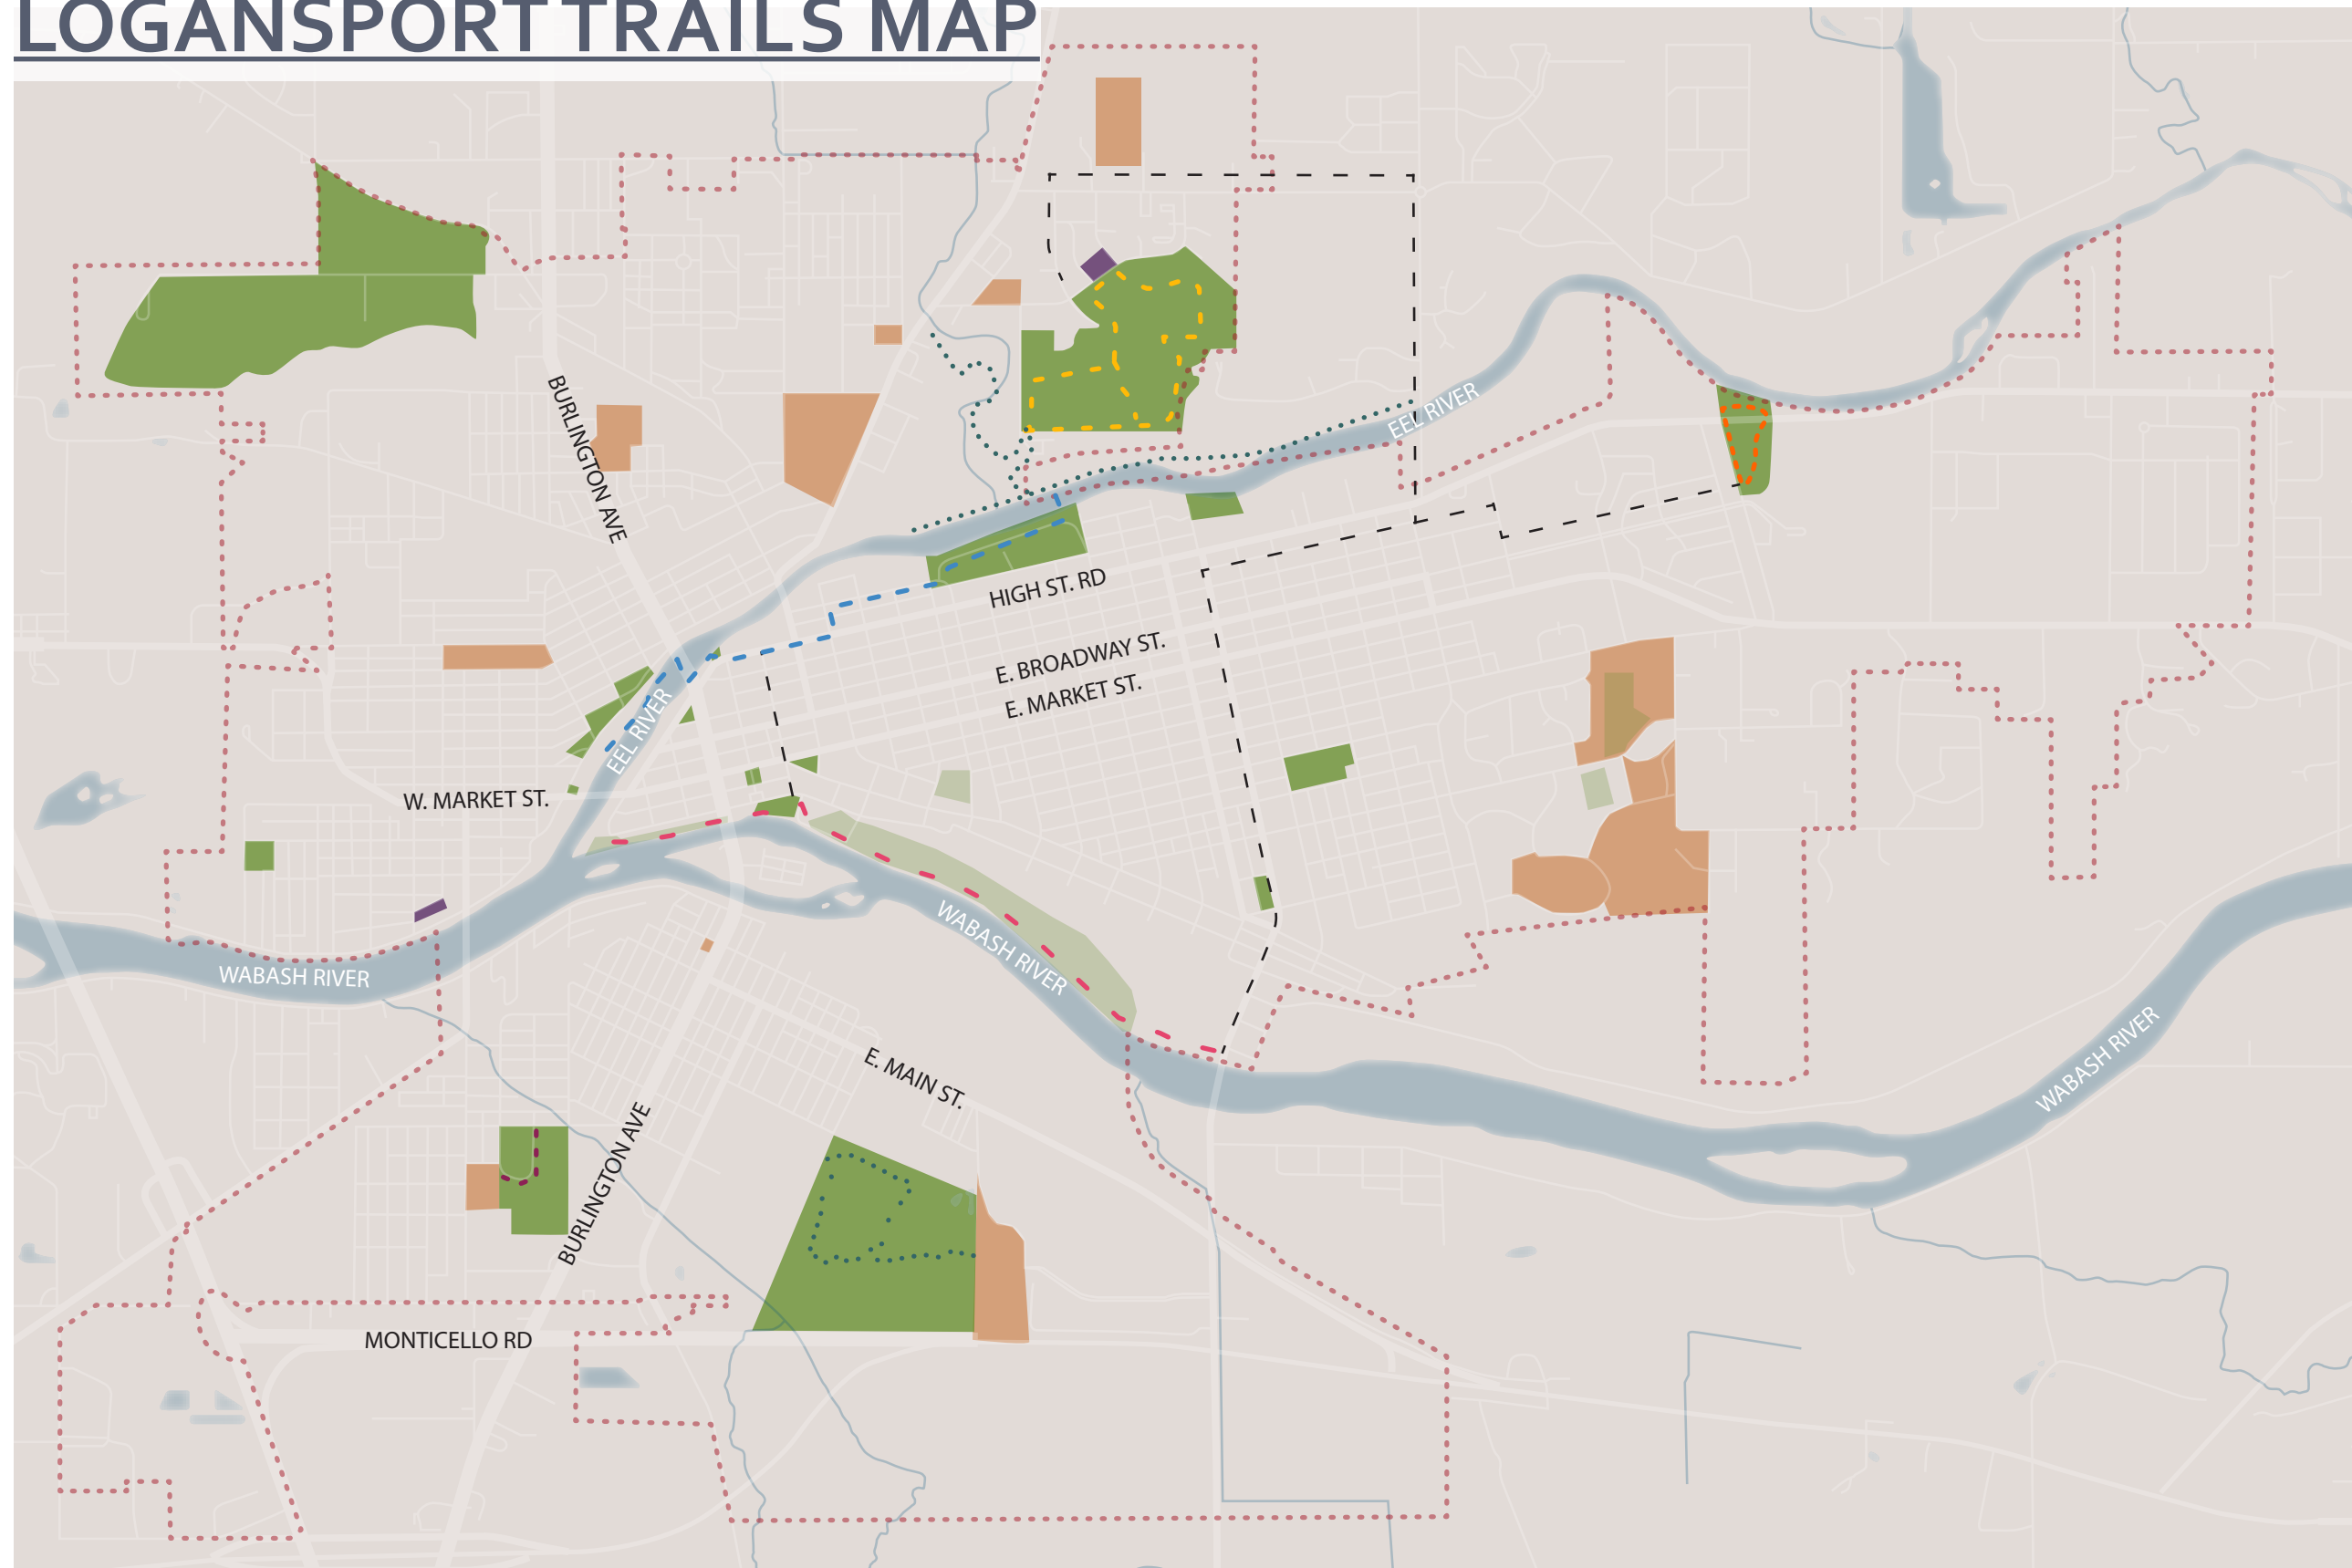 LOGANSPORT TRAILS MAP
BURLINGTON AVE
EEL RIVER
HIGH ST. RD
E. BROADWAY ST.
E. MARKET ST.
EEL RIVER
W. MARKET ST.
WABASH RIVER
WABASH RIVER
E. MAIN ST.
WABASH RIVER
BURLINGTON AVE
MONTICELLO RD